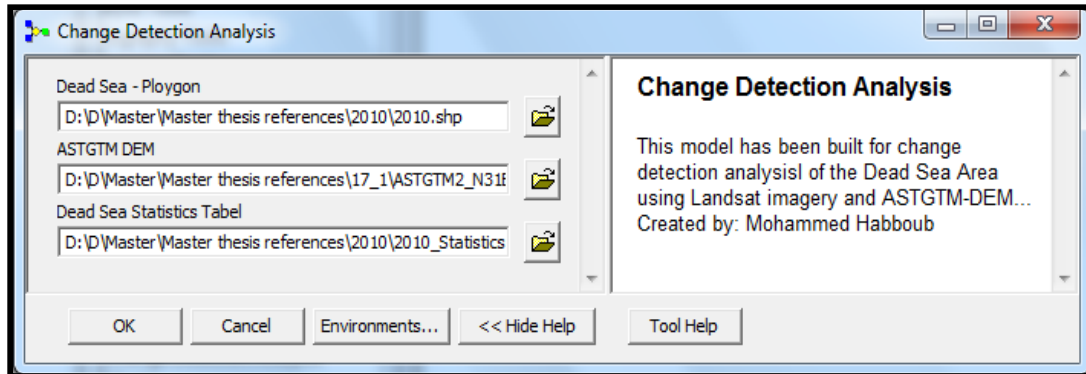 Change Detection Analysis
Dead Sea - Ploygon
D:\D\Master\Master thesis references\2010\2010.shp
ASTGTM DEM
D:\D\Master\Master thesis references\17_1\ASTGTM2_N31E
Dead Sea Statistics Tabel
D:\D\Master\Master thesis references\2010\2010_Statistics
Change Detection Analysis
This model has been built for change
detection analysisl of the Dead Sea Area
using Landsat imagery and ASTGTM-DEM...
Created by: Mohammed Habboub
OK
Cancel
Environments...
<< Hide Help
Tool Help